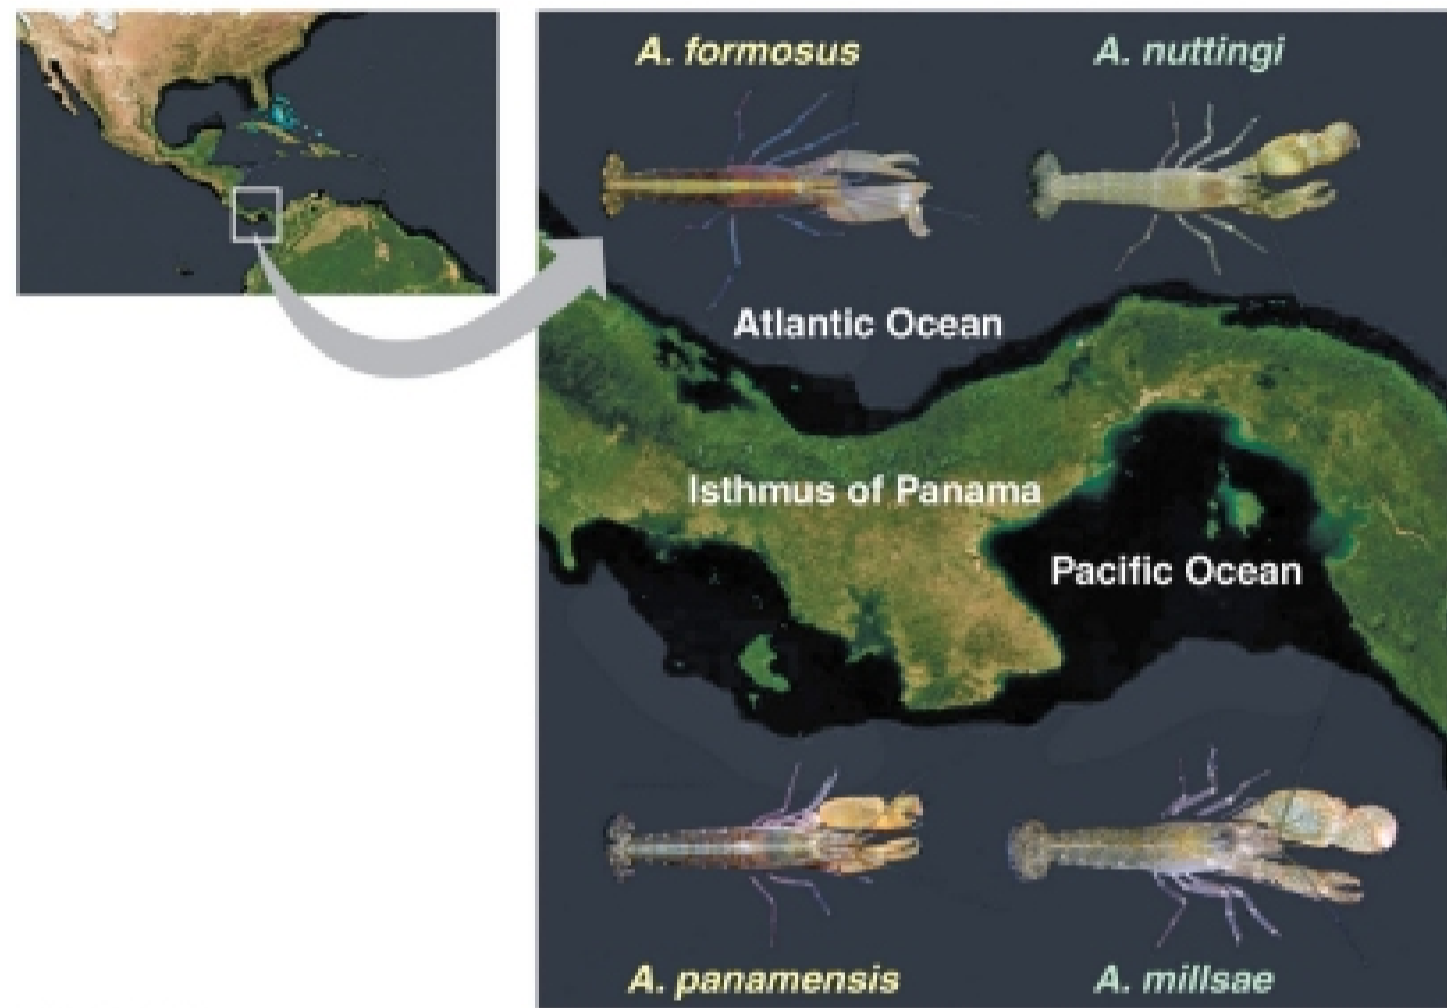 A. formosus
A. nuttingi
Atlantic Ocean
Isthmus of Panama
Pacific Ocean
A. panamensis
A. millsae